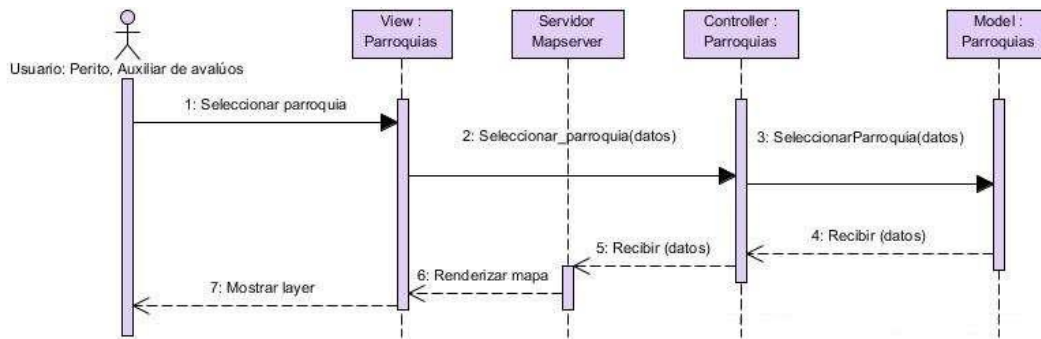 View :
Parroquias
Servidor
Mapserver
Controller :
Parroquias
Model :
Parroquias
Usuario: Perito, Auxiliar de avalúos
1: Seleccionar parroquia
2: Seleccionar_parroquia(datos)
3: SeleccionarParroquia(datos)
4: Recibir (datos)
5: Recibir (datos)
6: Renderizar mapa
7: Mostrar layer